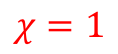 χ = 1